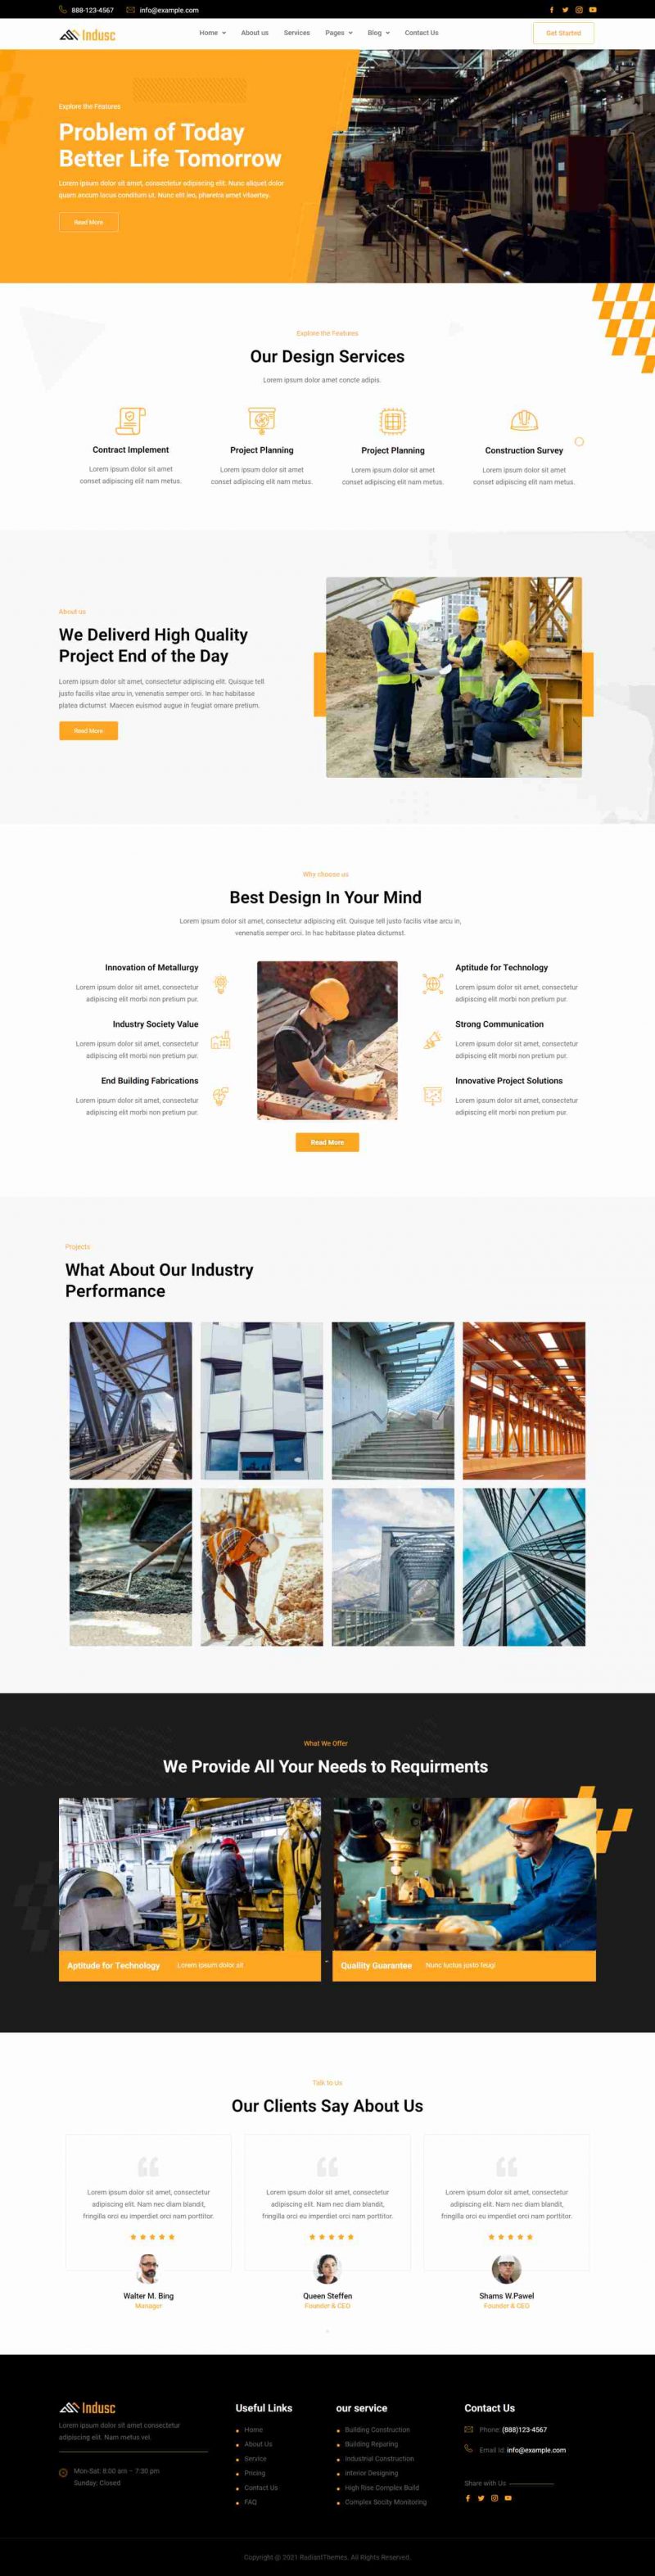 888-123-4567 info@example.com
Indusc Home About us Services Pages Blog Contact Us Get Started
Explore the Features
Problem of Today
Better Life Tomorrow
Lorem ipsum dolor sit amet, consectetur adipiscing elit. Nunc aliquet dolor
Read More
Explore the Features
Our Design Services
Lorem ipsum dolor amet concte adipis.
Contract Implement
Lorem ipsum dolor sit amet
conset adipiscing elit nam metus.
Project Planning
Lorem ipsum dolor sit amet
conset adipiscing elit nam metus.
Project Planning
Lorem ipsum dolor sit amet
conset adipiscing elit nam metus.
Construction Survey
Lorem ipsum dolor sit amet
conset adipiscing elit nam metus.
About us
We Deliverd High Quality
Project End of the Day
Lorem ipsum dolor sit amet, consectetur adipiscing elit. Quisque tell
justo facilis vitae arcu in, venenatis semper orci. In hac habitasse
platea dictumst. Maecen euismod augue in feugiat ornare pretium.
Read More
Why choose us
Best Design In Your Mind
Lorem ipsum dolor sit amet, consectetur adipiscing elit. Quisque tell justo facilis vitae arcu in,
venenatis semper orci. In hac habitasse platea dictumst.
Innovation of Metallurgy
Lorem ipsum dolor sit amet, consectetur
adipiscing elit morbi non pretium pur.
Industry Society Value
Lorem ipsum dolor sit amet, consectetur
adipiscing elit morbi non pretium pur.
End Building Fabrications
Lorem ipsum dolor sit amet, consectetur
adipiscing elit morbi non pretium pur.
Aptitude for Technology
Lorem ipsum dolor sit amet, consectetur
adipiscing elit morbi non pretium pur.
Strong Communication
Lorem ipsum dolor sit amet, consectetur
adipiscing elit morbi non pretium pur.
Innovative Project Solutions
Lorem ipsum dolor sit amet, consectetur
adipiscing elit morbi non pretium pur.
Read More
Projects
What About Our Industry
Performance
What We Offer
We Provide All Your Needs to Requirments
Aptitude for Technology Lorem ipsum dolor sit
Quaility Guarantee Nunc luctus justo feugi
Talk to Us
Our Clients Say About Us
Lorem ipsum dolor sit amet, consectetur
adipiscing elit. Nam nec diam blandit,
fringilla orci eu imperdiet orci nam porttitor.
Walter M. Bing
Manager
Lorem ipsum dolor sit amet, consectetur
adipiscing elit. Nam nec diam blandit,
fringilla orci eu imperdiet orci nam porttitor.
Queen Steffen
Founder & CEO
Lorem ipsum dolor sit amet, consectetur
adipiscing elit. Nam nec diam blandit,
fringilla orci eu imperdiet orci nam porttitor.
Shams W.Pawel
Founder & CEO
Indusc
Lorem ipsum dolor sit amet consectetur
adipiscing elit. Nam metus vel.
Mon-Sat: 8:00 am - 7:30 pm
Sunday: Closed
Useful Links
Home
About Us
Service
Pricing
Contact Us
FAQ
our service
Building Construction
Building Reparing
Industrial Construction
Interior Designing
High Rise Complex Build
Complex Socity Monitoring
Contact Us
Phone: (888)123-4567
Email Id: info@example.com
Share with Us
Copyright @ 2021 RadiantThemes. All Rights Reserved.